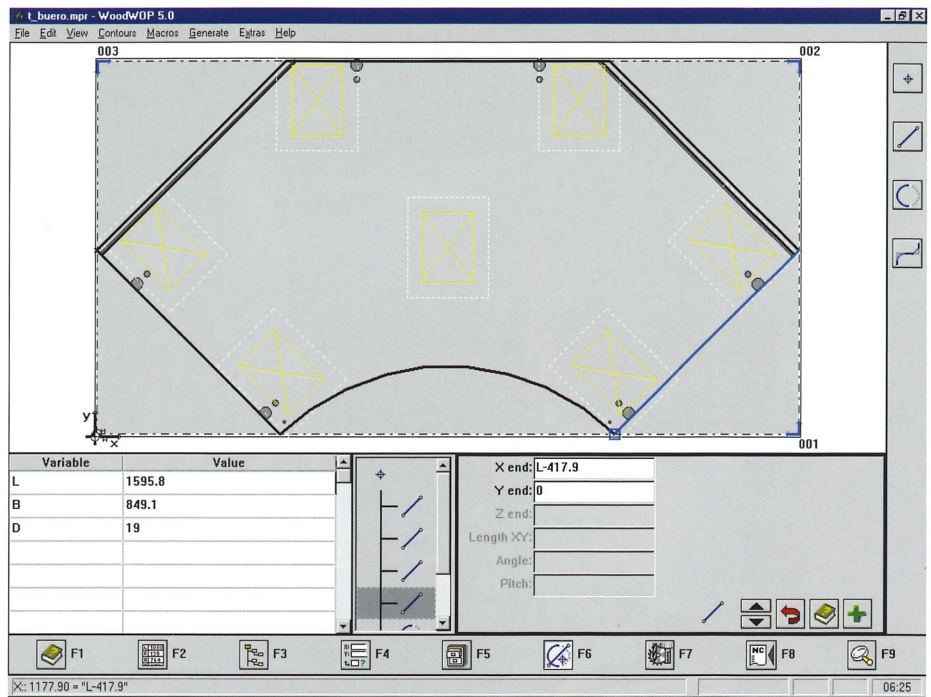 t_buero.mpr - WoodWOP 5.0
File Edit View Contours Macros Generate Extras Help
003
002
Y
X
001
Variable Value
L 1595.8
B 849.1
D 19
X end: L-417.9
Y end: 0
Z end:
Length XY:
Angle:
Pitch:
F1 F2 F3 F4 F5 F6 F7 NC F8 F9
X:: 1177.90 = "L-417.9"
06:25